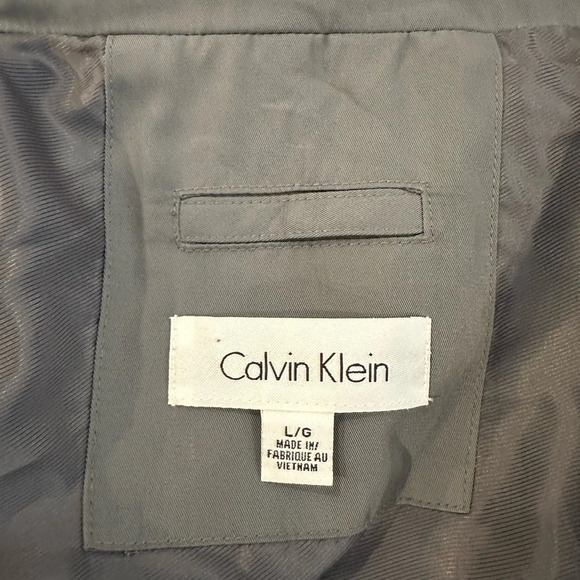 Calvin Klein
L/G
MADE IN/
FABRIQUE AU
VIETNAM